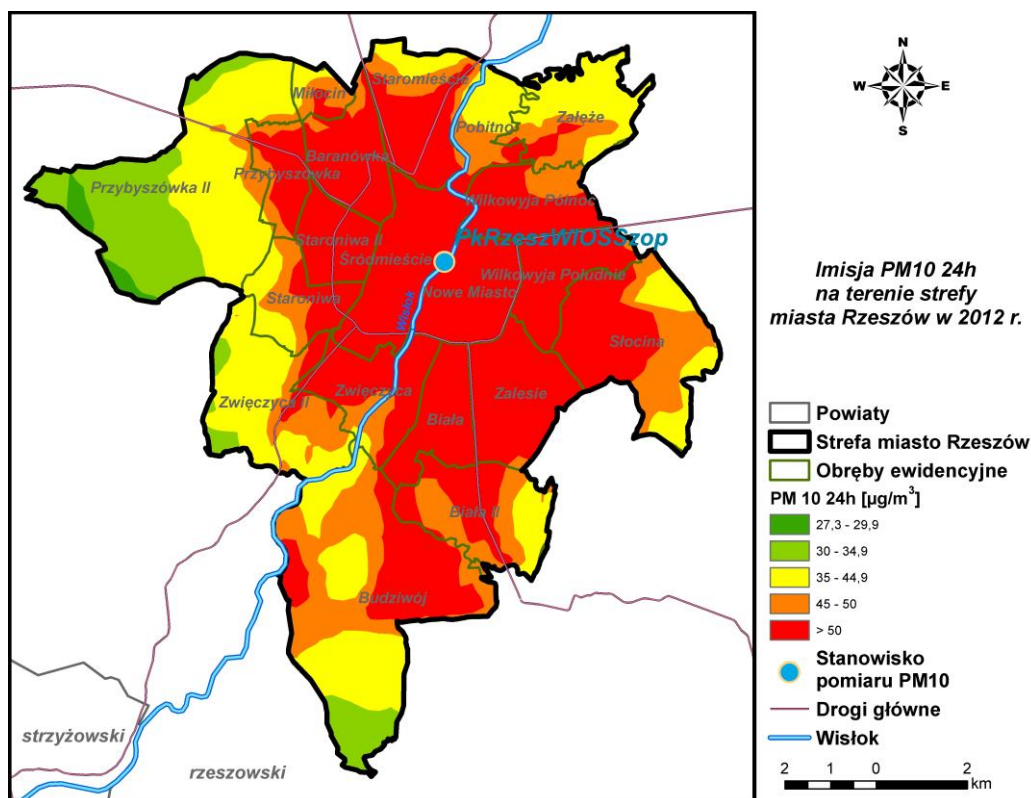 Miłocin
Staromieście
Pobitno
Załęże
Baranówka
Przybyszówka
Przybyszówka II
Wilkowyja Północ
Staroniwa II
PkRzeszWIOSSzop
Śródmieście
Wilkowyja Południe
Nowe Miasto
Staroniwa
Wisłok
Słocina
Zwięczyca
Zalesie
Zwięczyca II
Biała
Biała II
Budziwój
strzyżowski
rzeszowski
N
W E
S
Imisja PM10 24h
na terenie strefy
miasta Rzeszów w 2012 r.
Powiaty
Strefa miasto Rzeszów
Obręby ewidencyjne
PM 10 24h [µg/m³]
27,3 - 29,9
30 - 34,9
35 - 44,9
45 - 50
> 50
Stanowisko
pomiaru PM10
Drogi główne
Wisłok
2 1 0 2
km